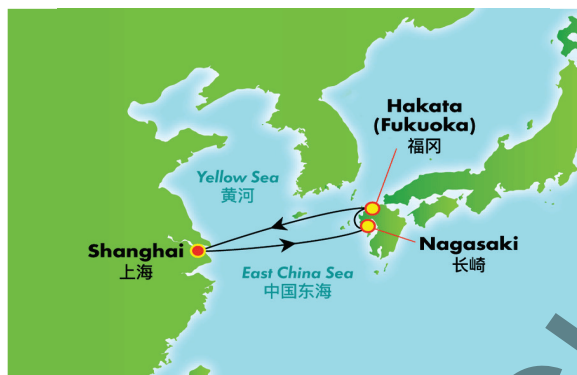 Hakata
(Fukuoka)
福冈
Yellow Sea
黄河
Shanghai
上海
Nagasaki
长崎
East China Sea
中国东海